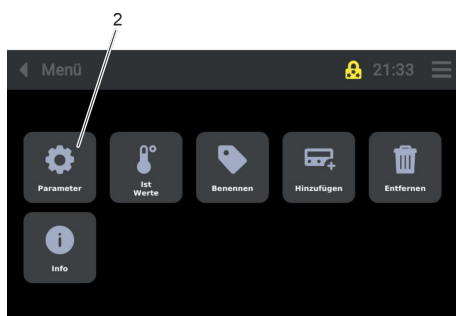 2
Menü 21:33
Parameter
Ist
Werte
Benennen
Hinzufügen
Entfernen
Info